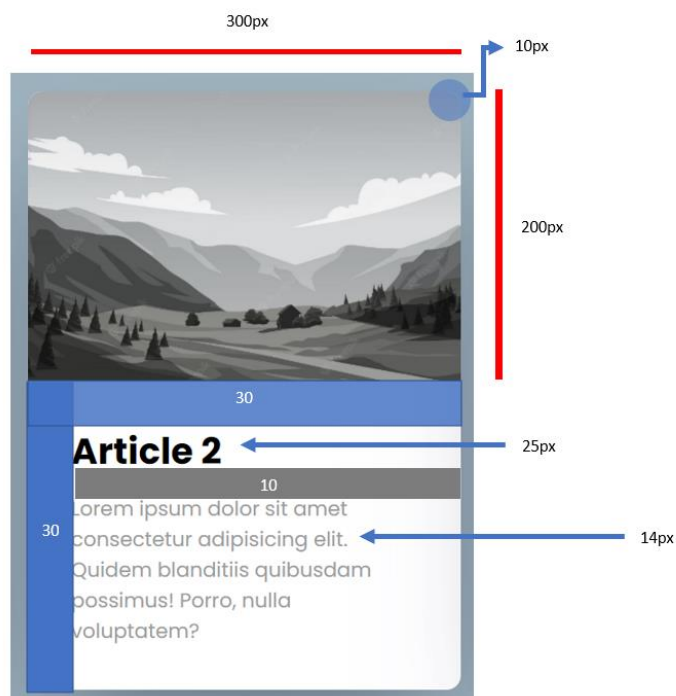 300px
10px
200px
30
Article 2
25px
10
Lorem ipsum dolor sit amet
consectetur adipisicing elit.
Quidem blanditiis quibusdam
possimus! Porro, nulla
voluptatem?
30
14px